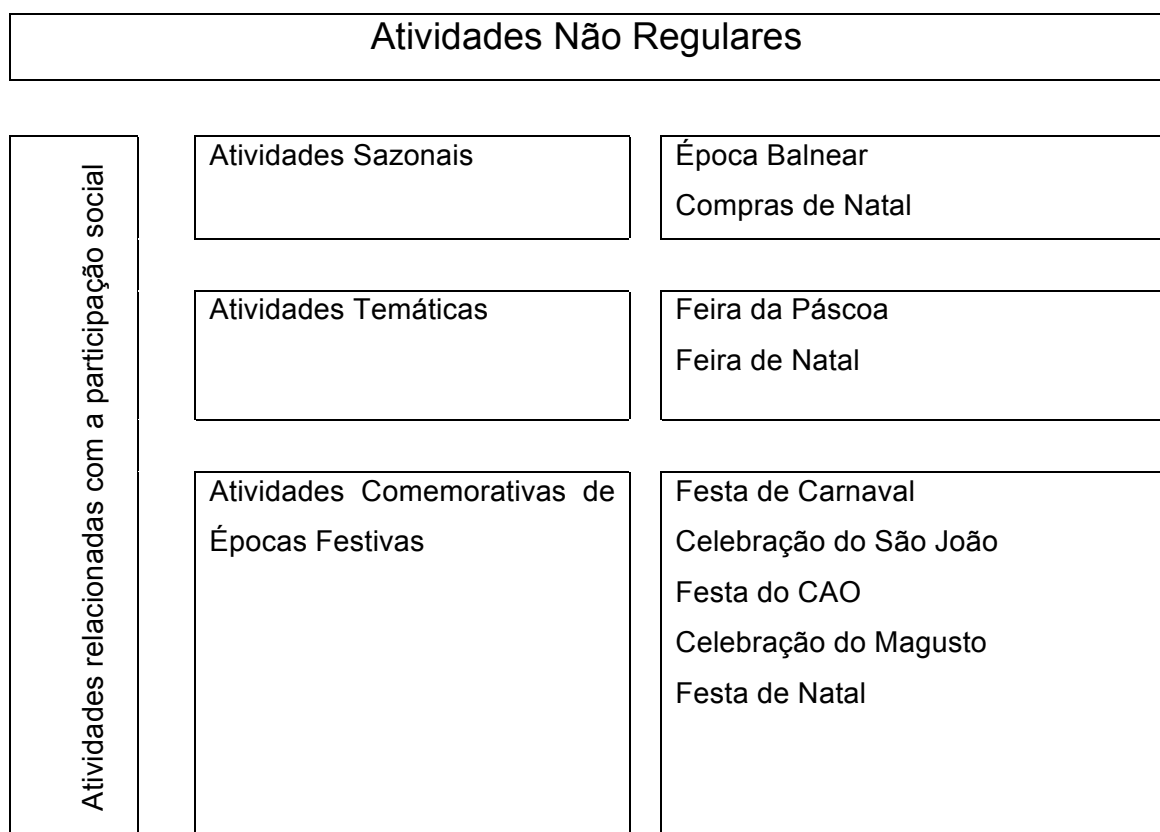 Atividades Não Regulares
Atividades relacionadas com a participação social
Atividades Sazonais
Época Balnear
Compras de Natal
Atividades Temáticas
Feira da Páscoa
Feira de Natal
Atividades Comemorativas de
Épocas Festivas
Festa de Carnaval
Celebração do São João
Festa do CAO
Celebração do Magusto
Festa de Natal